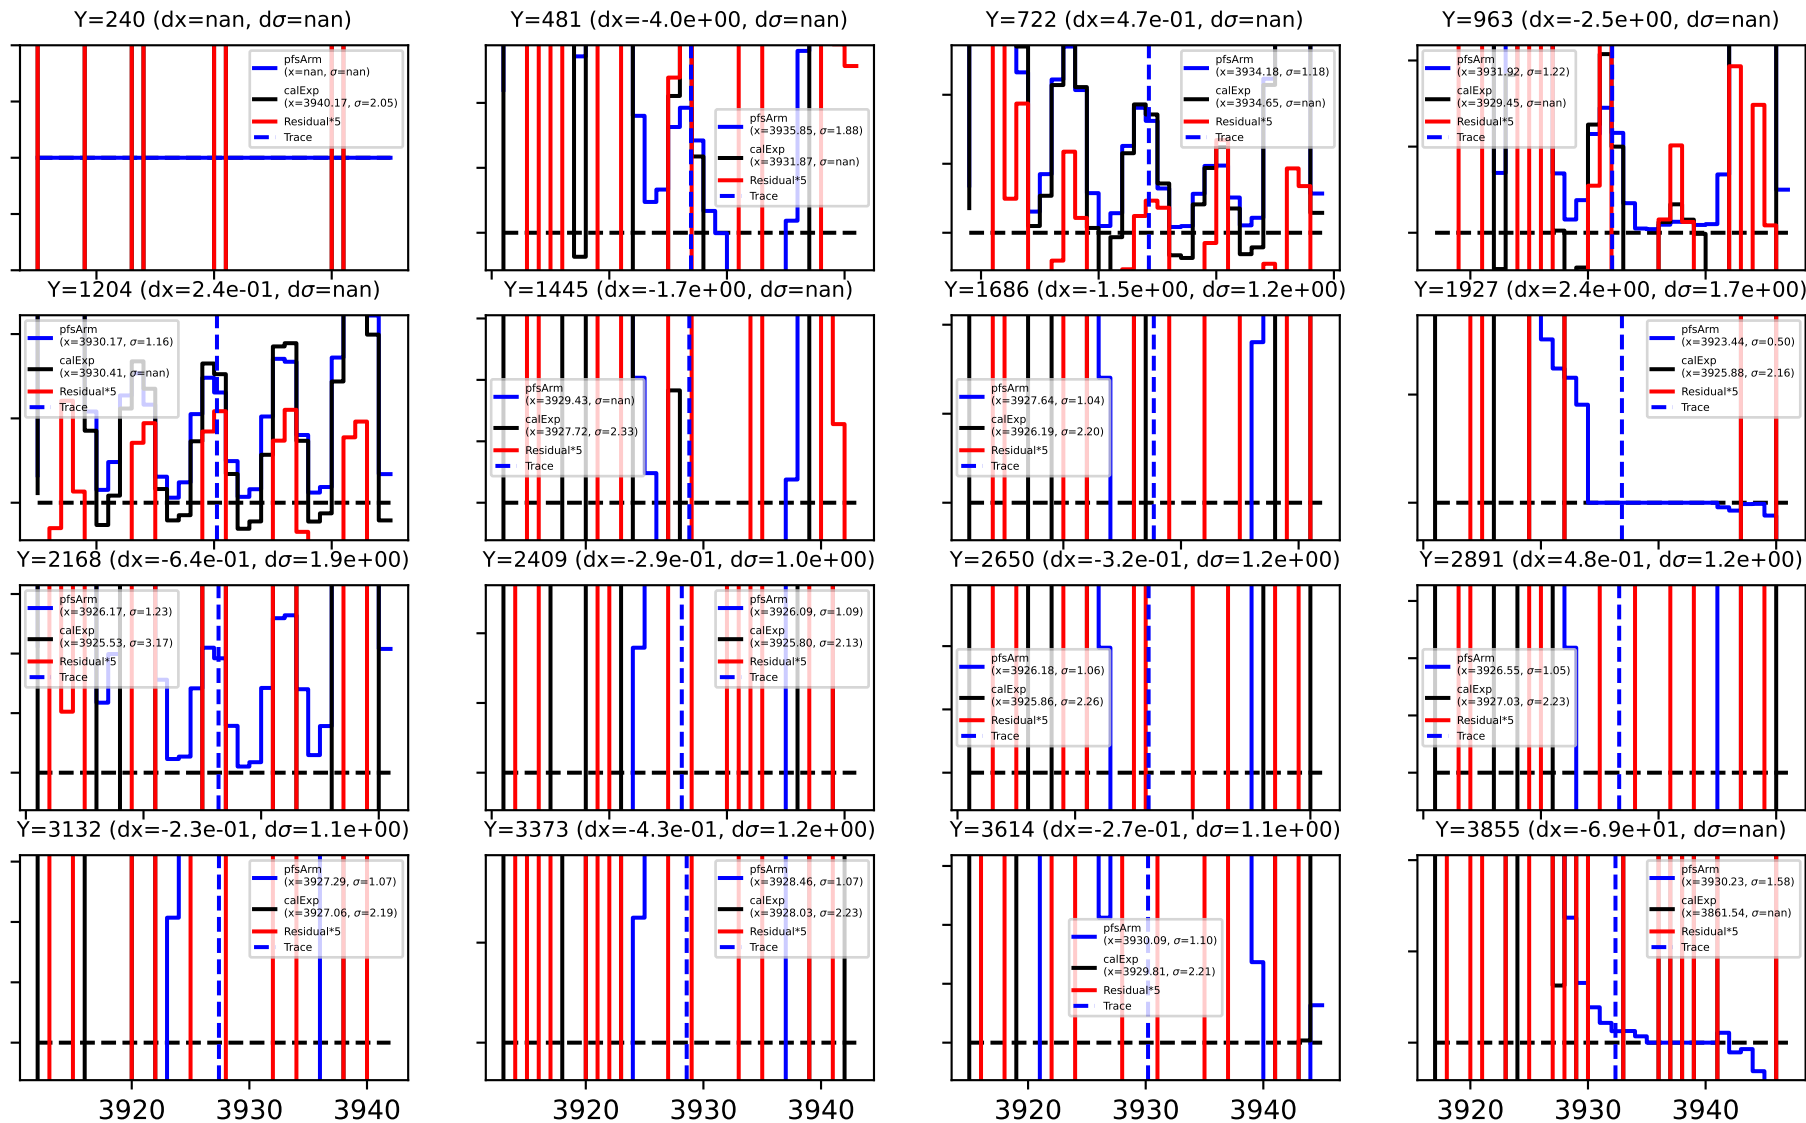 Y=240 (dx=nan, dσ=nan)
pfsArm
(x=nan, σ=nan)
calExp
(x=3940.17, σ=2.05)
Residual*5
Trace
Y=481 (dx=-4.0e+00, dσ=nan)
pfsArm
(x=3935.85, σ=1.88)
calExp
(x=3931.87, σ=nan)
Residual*5
Trace
Y=722 (dx=4.7e-01, dσ=nan)
pfsArm
(x=3934.18, σ=1.18)
calExp
(x=3934.65, σ=nan)
Residual*5
Trace
Y=963 (dx=-2.5e+00, dσ=nan)
pfsArm
(x=3931.92, σ=1.22)
calExp
(x=3929.45, σ=nan)
Residual*5
Trace
Y=1204 (dx=2.4e-01, dσ=nan)
pfsArm
(x=3930.17, σ=1.16)
calExp
(x=3930.41, σ=nan)
Residual*5
Trace
Y=1445 (dx=-1.7e+00, dσ=nan)
pfsArm
(x=3929.43, σ=nan)
calExp
(x=3927.72, σ=2.33)
Residual*5
Trace
Y=1686 (dx=-1.5e+00, dσ=1.2e+00)
pfsArm
(x=3927.64, σ=1.04)
calExp
(x=3926.19, σ=2.20)
Residual*5
Trace
Y=1927 (dx=2.4e+00, dσ=1.7e+00)
pfsArm
(x=3923.44, σ=0.50)
calExp
(x=3925.88, σ=2.16)
Residual*5
Trace
Y=2168 (dx=-6.4e-01, dσ=1.9e+00)
pfsArm
(x=3926.17, σ=1.23)
calExp
(x=3925.53, σ=3.17)
Residual*5
Trace
Y=2409 (dx=-2.9e-01, dσ=1.0e+00)
pfsArm
(x=3926.09, σ=1.09)
calExp
(x=3925.80, σ=2.13)
Residual*5
Trace
Y=2650 (dx=-3.2e-01, dσ=1.2e+00)
pfsArm
(x=3926.18, σ=1.06)
calExp
(x=3925.86, σ=2.26)
Residual*5
Trace
Y=2891 (dx=4.8e-01, dσ=1.2e+00)
pfsArm
(x=3926.55, σ=1.05)
calExp
(x=3927.03, σ=2.23)
Residual*5
Trace
Y=3132 (dx=-2.3e-01, dσ=1.1e+00)
pfsArm
(x=3927.29, σ=1.07)
calExp
(x=3927.06, σ=2.19)
Residual*5
Trace
Y=3373 (dx=-4.3e-01, dσ=1.2e+00)
pfsArm
(x=3928.46, σ=1.07)
calExp
(x=3928.03, σ=2.23)
Residual*5
Trace
Y=3614 (dx=-2.7e-01, dσ=1.1e+00)
pfsArm
(x=3930.09, σ=1.10)
calExp
(x=3929.81, σ=2.21)
Residual*5
Trace
Y=3855 (dx=-6.9e+01, dσ=nan)
pfsArm
(x=3930.23, σ=1.58)
calExp
(x=3861.54, σ=nan)
Residual*5
Trace
3920 3930 3940
3920 3930 3940
3920 3930 3940
3920 3930 3940